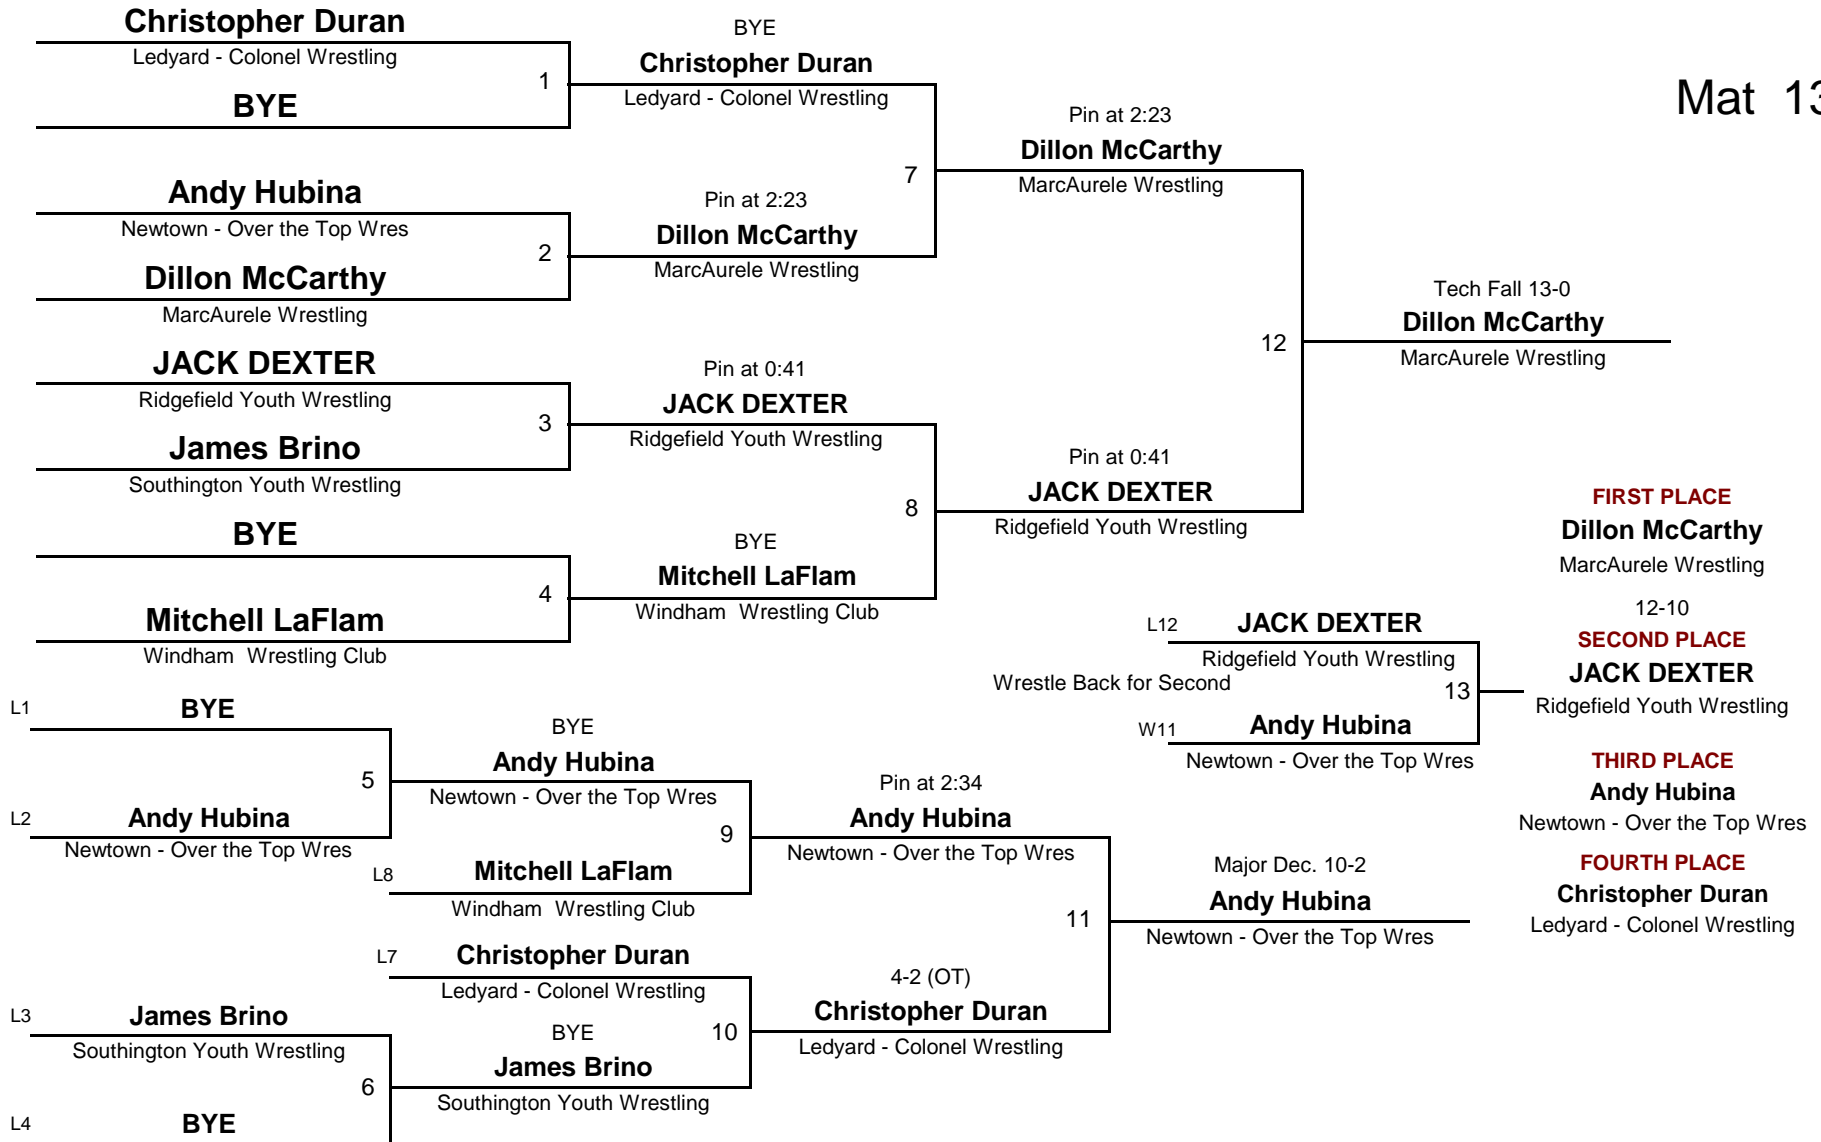 Christopher Duran
Ledyard - Colonel Wrestling
1
BYE
BYE
Christopher Duran
Ledyard - Colonel Wrestling
Mat 13
Andy Hubina
Newtown - Over the Top Wres
2
Dillon McCarthy
MarcAurele Wrestling
Pin at 2:23
Dillon McCarthy
MarcAurele Wrestling
7
Pin at 2:23
Dillon McCarthy
MarcAurele Wrestling
JACK DEXTER
Ridgefield Youth Wrestling
3
James Brino
Southington Youth Wrestling
Pin at 0:41
JACK DEXTER
Ridgefield Youth Wrestling
BYE
4
Mitchell LaFlam
Windham  Wrestling Club
BYE
Mitchell LaFlam
Windham  Wrestling Club
8
Pin at 0:41
JACK DEXTER
Ridgefield Youth Wrestling
12
Tech Fall 13-0
Dillon McCarthy
MarcAurele Wrestling
FIRST PLACE
Dillon McCarthy
MarcAurele Wrestling
L12
JACK DEXTER
Ridgefield Youth Wrestling
Wrestle Back for Second
13
W11
Andy Hubina
Newtown - Over the Top Wres
12-10
SECOND PLACE
JACK DEXTER
Ridgefield Youth Wrestling
THIRD PLACE
Andy Hubina
Newtown - Over the Top Wres
FOURTH PLACE
Christopher Duran
Ledyard - Colonel Wrestling
L1
BYE
5
L2
Andy Hubina
Newtown - Over the Top Wres
BYE
Andy Hubina
Newtown - Over the Top Wres
9
L8
Mitchell LaFlam
Windham  Wrestling Club
Pin at 2:34
Andy Hubina
Newtown - Over the Top Wres
11
Major Dec. 10-2
Andy Hubina
Newtown - Over the Top Wres
L7
Christopher Duran
Ledyard - Colonel Wrestling
10
4-2 (OT)
Christopher Duran
Ledyard - Colonel Wrestling
L3
James Brino
Southington Youth Wrestling
6
L4
BYE
BYE
James Brino
Southington Youth Wrestling